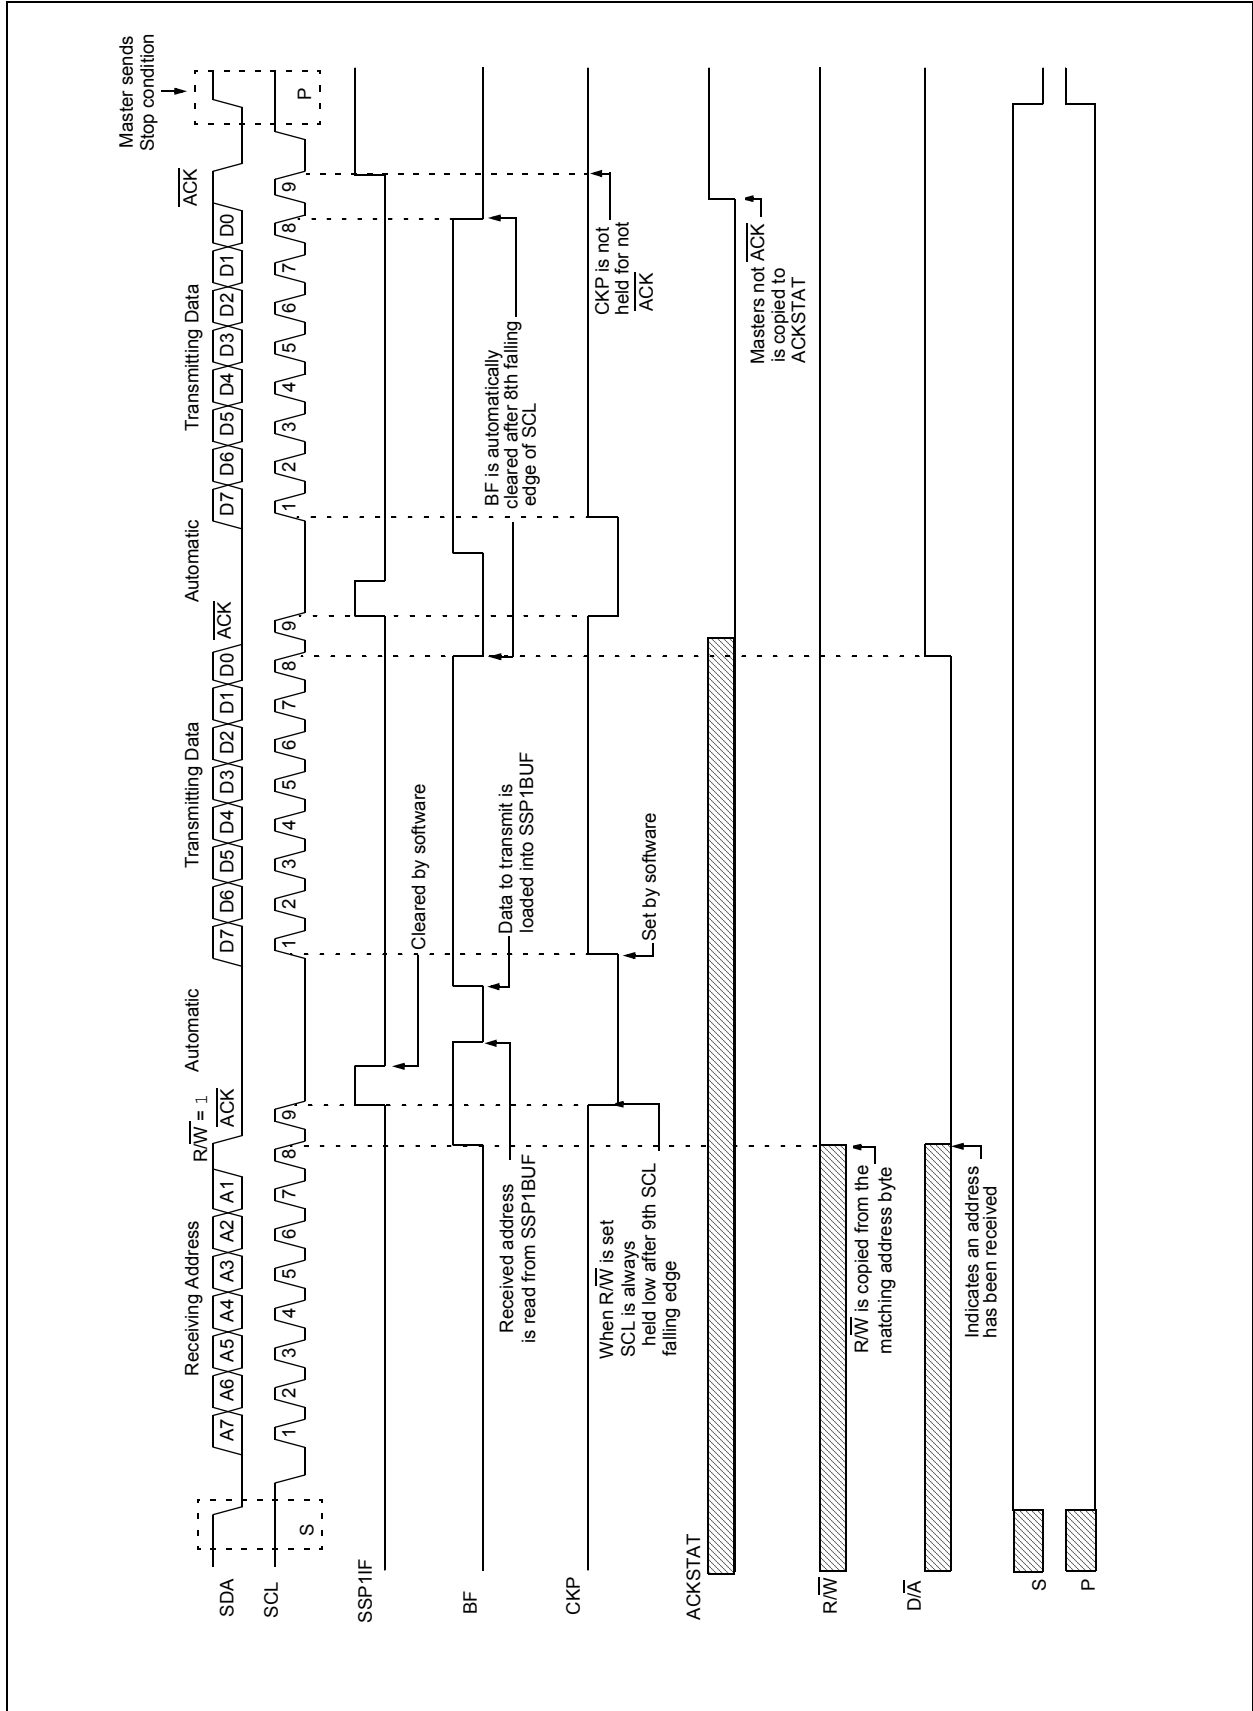 Master sends
Stop condition
Receiving Address
R/W = 1
ACK
Automatic
Transmitting Data
ACK
Automatic
Transmitting Data
ACK
SDA
A7 A6 A5 A4 A3 A2 A1
D7 D6 D5 D4 D3 D2 D1 D0
D7 D6 D5 D4 D3 D2 D1 D0
SCL
S
1 2 3 4 5 6 7 8 9
1 2 3 4 5 6 7 8 9
1 2 3 4 5 6 7 8 9
P
SSP1IF
Cleared by software
BF
Received address
is read from SSP1BUF
Data to transmit is
loaded into SSP1BUF
BF is automatically
cleared after 8th falling
edge of SCL
CKP
When R/W is set
SCL is always
held low after 9th SCL
falling edge
Set by software
CKP is not
held for not
ACK
ACKSTAT
Masters not ACK
is copied to
ACKSTAT
R/W
R/W is copied from the
matching address byte
D/A
Indicates an address
has been received
S
P